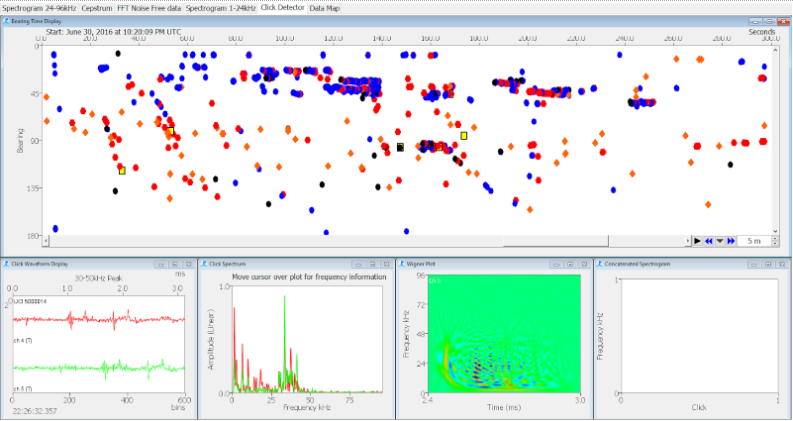 Spectrogram 24-96kHz Cepstrum FFT Noise Free data Spectrogram 1-24kHz Click Detector Data Map
Bearing Time Display
Start: June 30, 2016 at 10:20:09 PM UTC Seconds
0.0 20.0 40.0 60.0 80.0 100.0 120.0 140.0 160.0 180.0 200.0 220.0 240.0 260.0 280.0 300.0
0
45
90
135
180
Bearing
5 m
Click Waveform Display
30-50kHz Peak ms
0.0 1.0 2.0 3.0
ch 4 (T)
ch 5 (T)
0 200 400 600
22:26:32.357 bins
Click Spectrum
Move cursor over plot for frequency information
1.0
0.0
Amplitude (Linear)
0 25 50 75
Frequency kHz
Wigner Plot
96
72
48
24
0
Frequency kHz
2.4 3.0
Time (ms)
Concatenated Spectrogram
1
0
Frequency kHz
0 1
Click